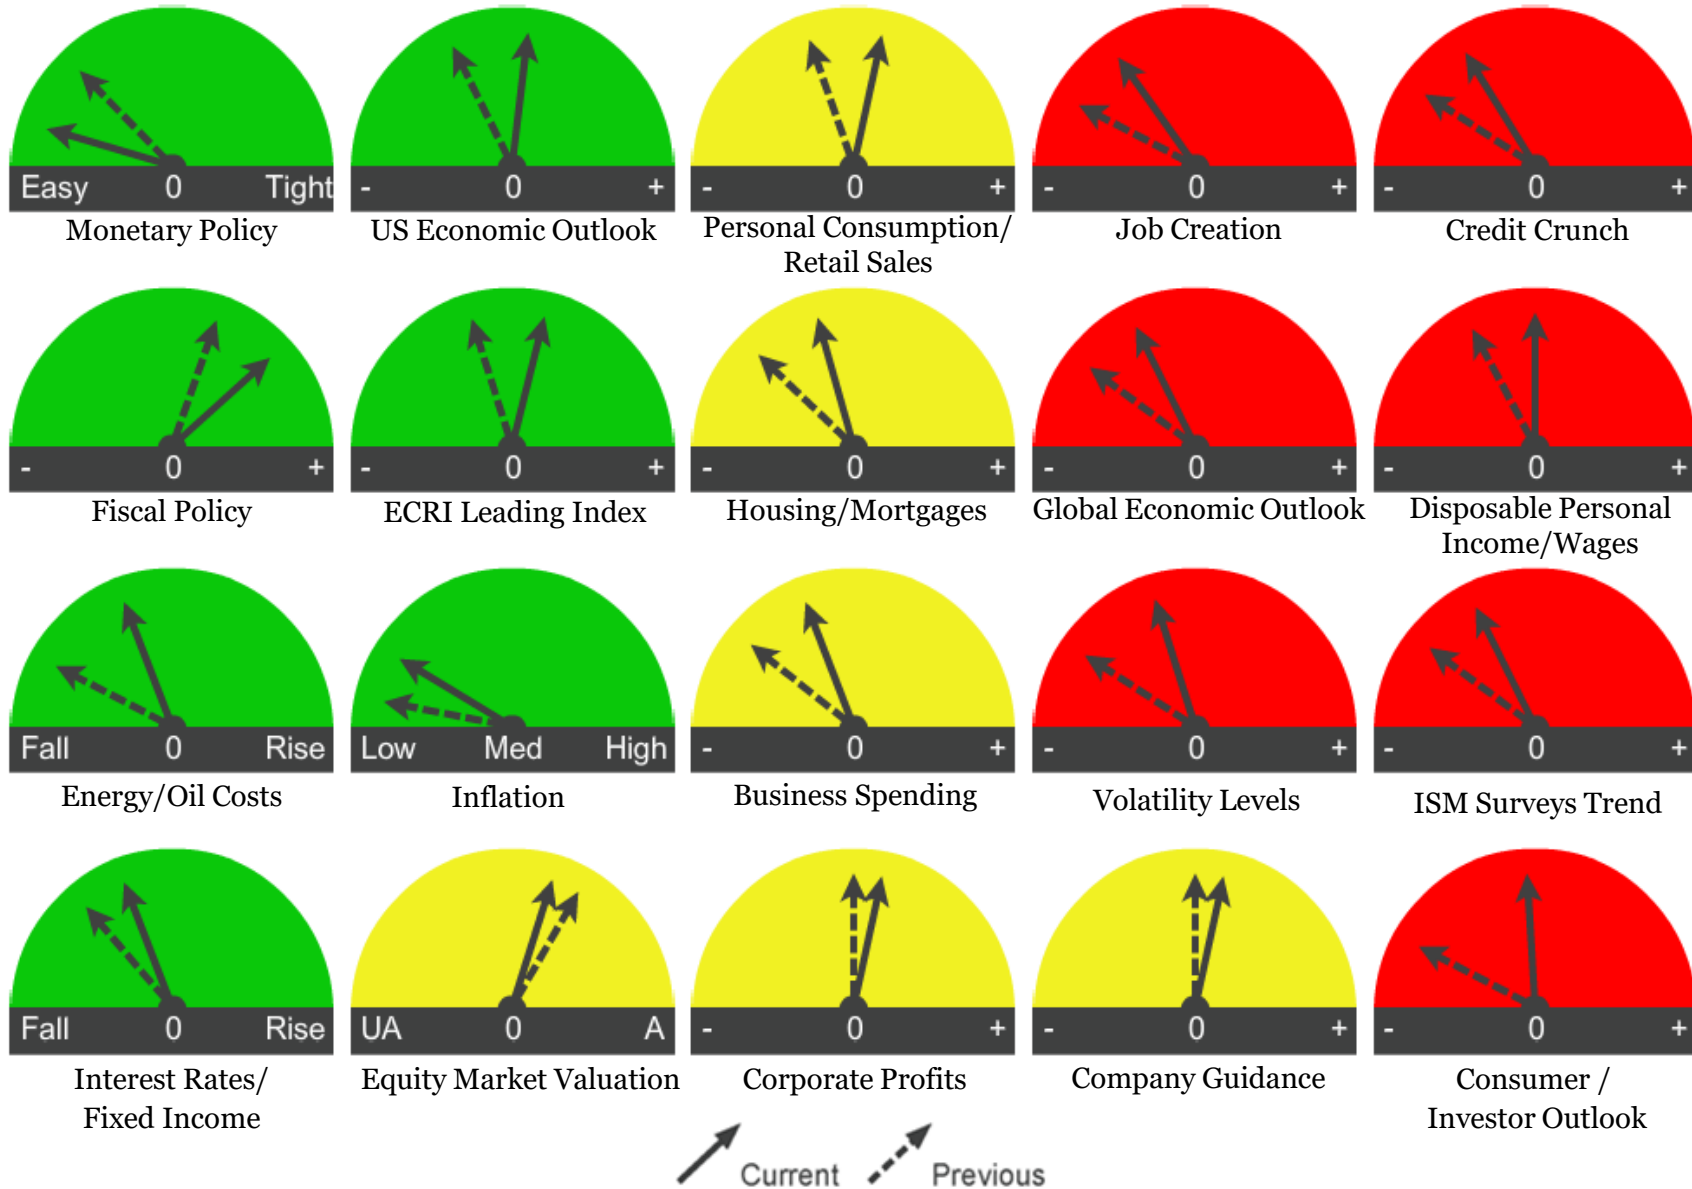 Easy 0 Tight
- 0 +
- 0 +
- 0 +
- 0 +
Monetary Policy
US Economic Outlook
Personal Consumption/
Retail Sales
Job Creation
Credit Crunch
- 0 +
- 0 +
- 0 +
- 0 +
- 0 +
Fiscal Policy
ECRI Leading Index
Housing/Mortgages
Global Economic Outlook
Disposable Personal
Income/Wages
Fall 0 Rise
Low Med High
- 0 +
- 0 +
- 0 +
Energy/Oil Costs
Inflation
Business Spending
Volatility Levels
ISM Surveys Trend
Fall 0 Rise
UA 0 A
- 0 +
- 0 +
- 0 +
Interest Rates/
Fixed Income
Equity Market Valuation
Corporate Profits
Company Guidance
Consumer /
Investor Outlook
Current
Previous